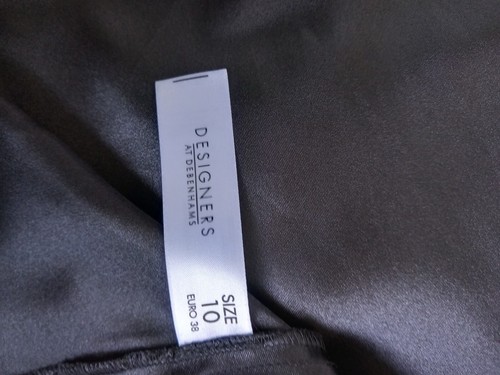 DESIGNERS
AT DEBENHAMS
SIZE
10
EURO 38